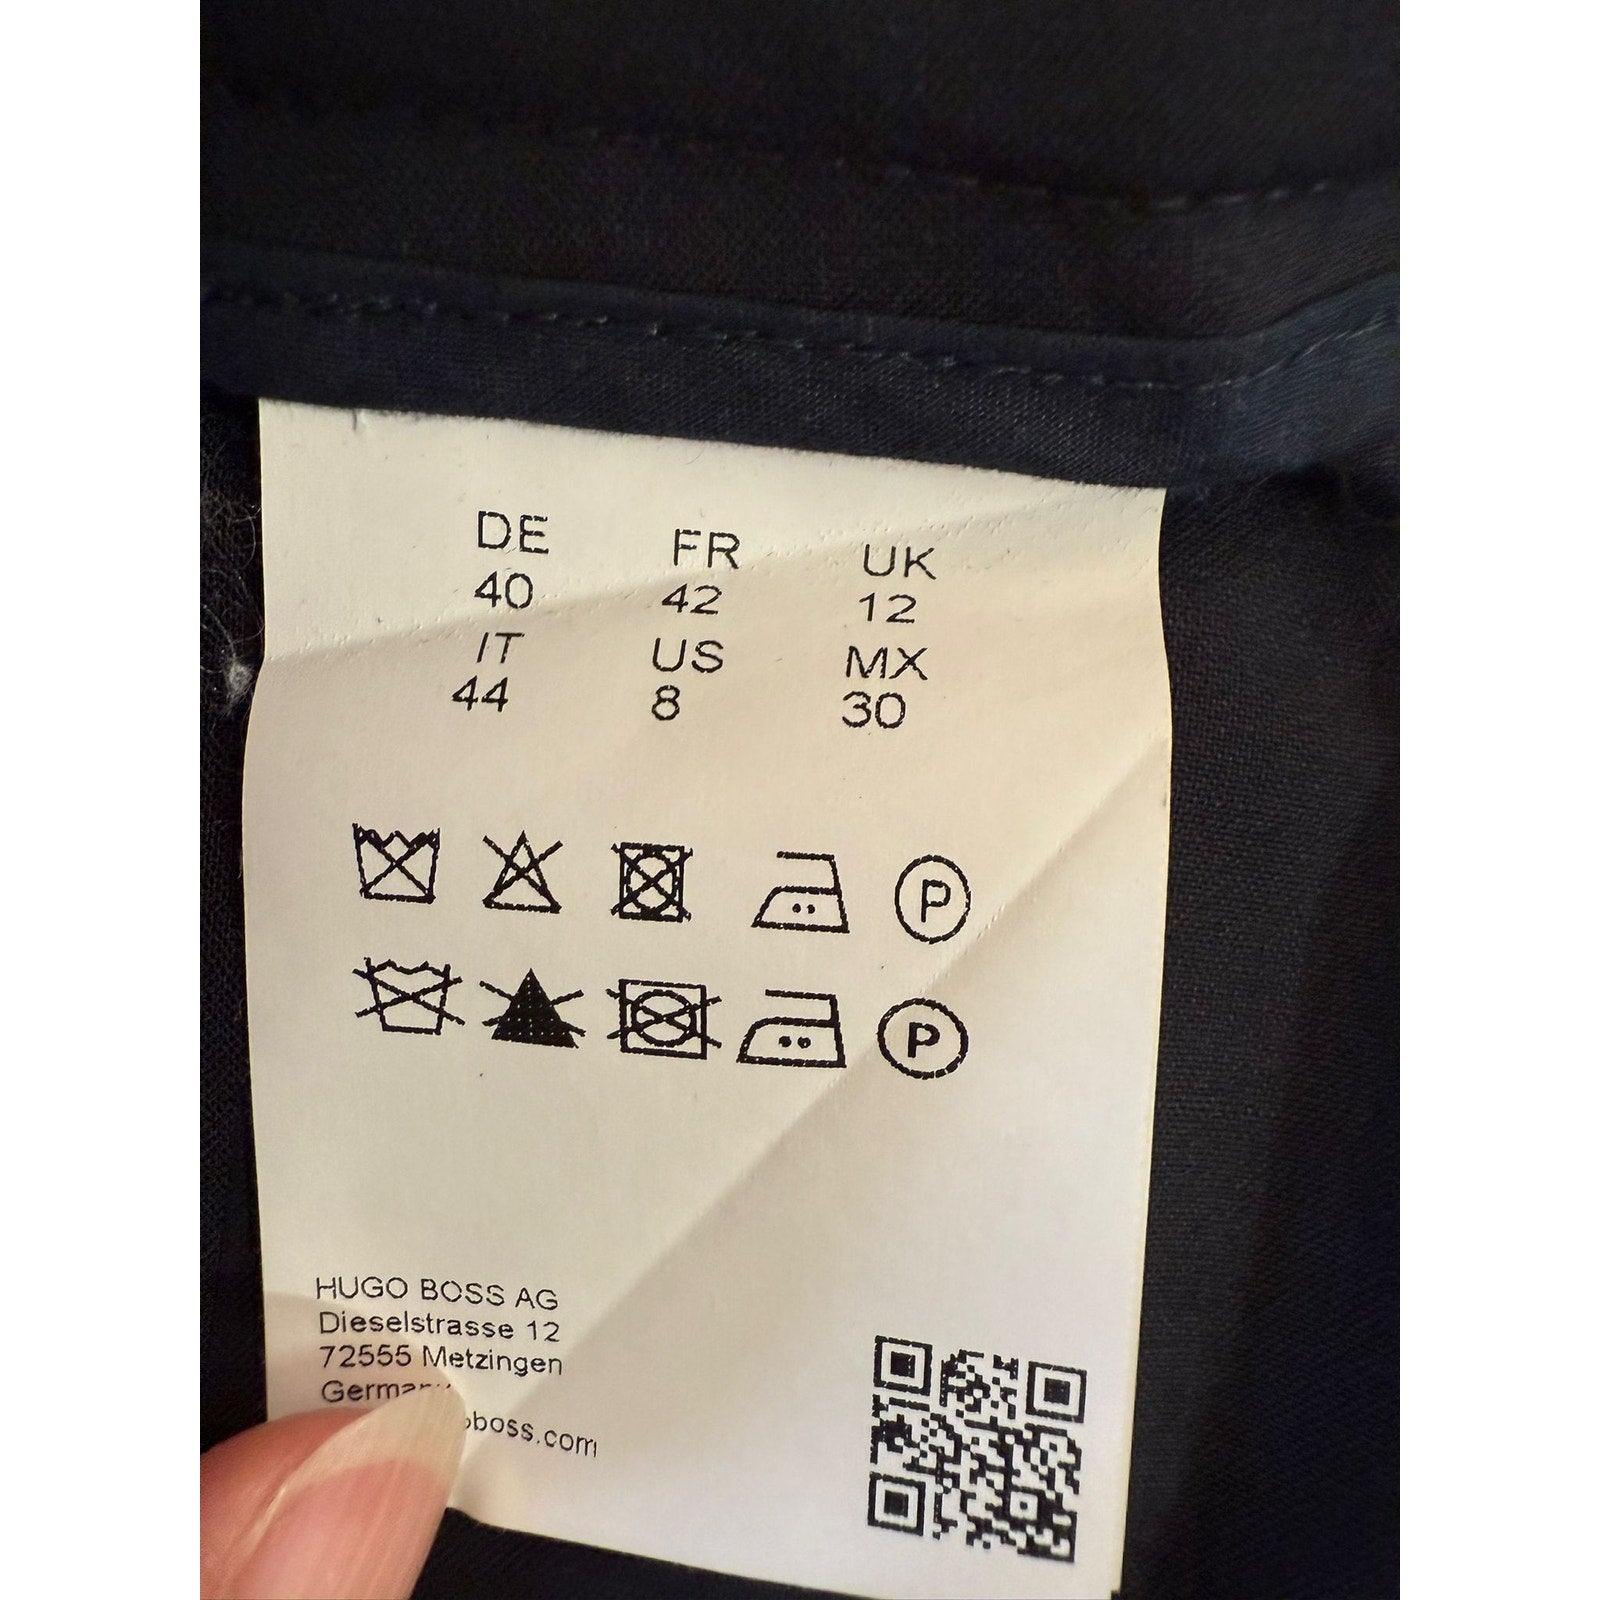 DE FR UK
40 42 12
IT US MX
44 8 30
P
P
HUGO BOSS AG
Dieselstrasse 12
72555 Metzingen